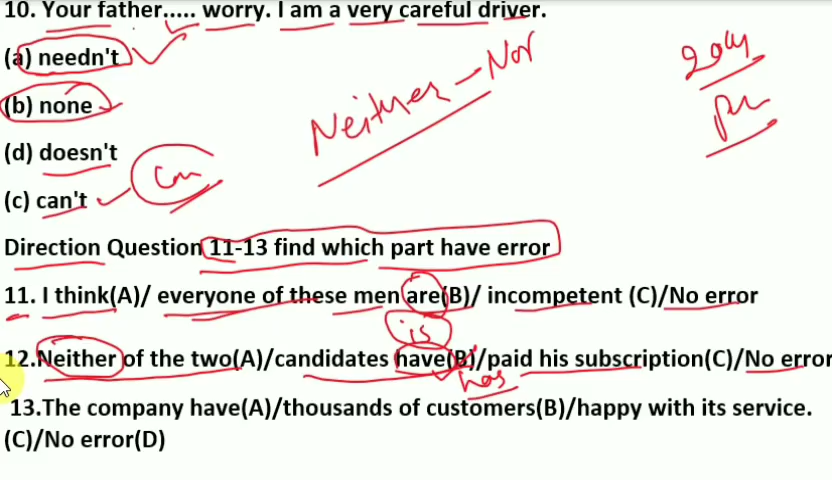 10. Your father..... worry. I am a very careful driver.
(a) needn't
Neither - Nor
(b) none
(d) doesn't
(c) can't
Direction Question 11-13 find which part have error
11. I think(A)/ everyone of these men are(B)/ incompetent (C)/No error
is
12.Neither of the two(A)/candidates have(B)/paid his subscription(C)/No error
has
13.The company have(A)/thousands of customers(B)/happy with its service.
(C)/No error(D)